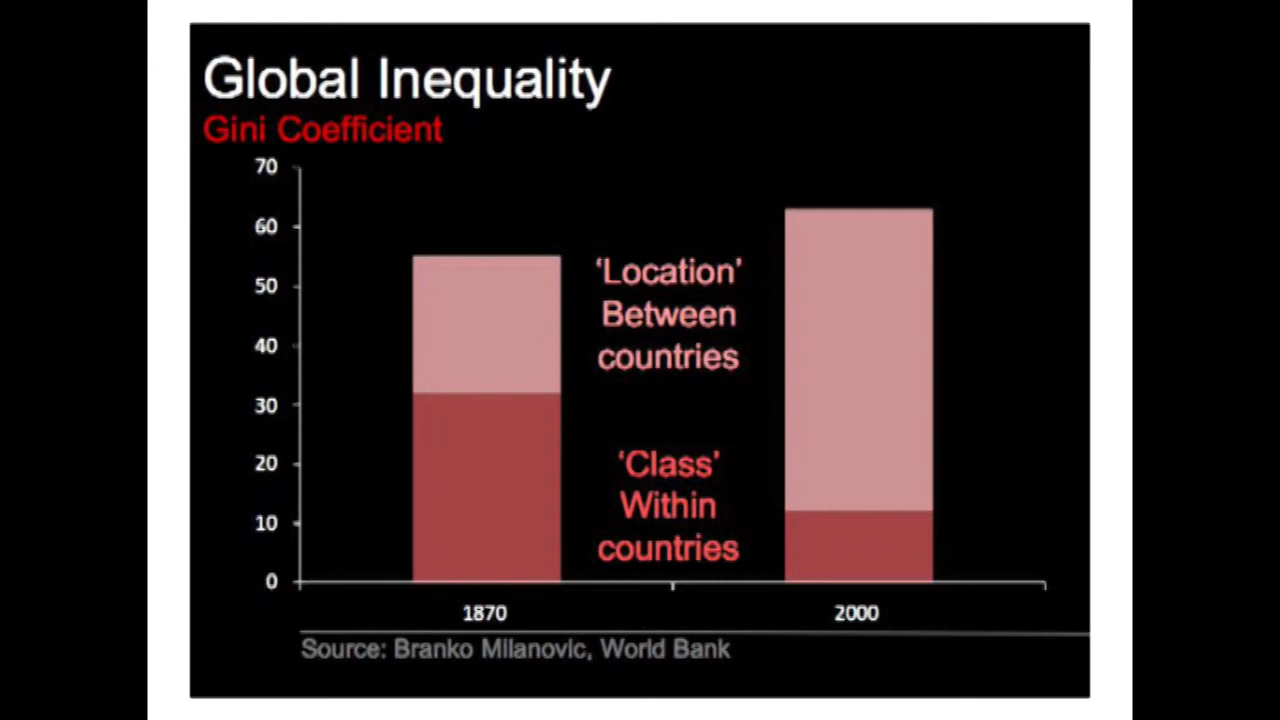 Global Inequality
Gini Coefficient
70
60
50
40
30
20
10
0
‘Location’
Between
countries
‘Class’
Within
countries
1870
2000
Source: Branko Milanovic, World Bank